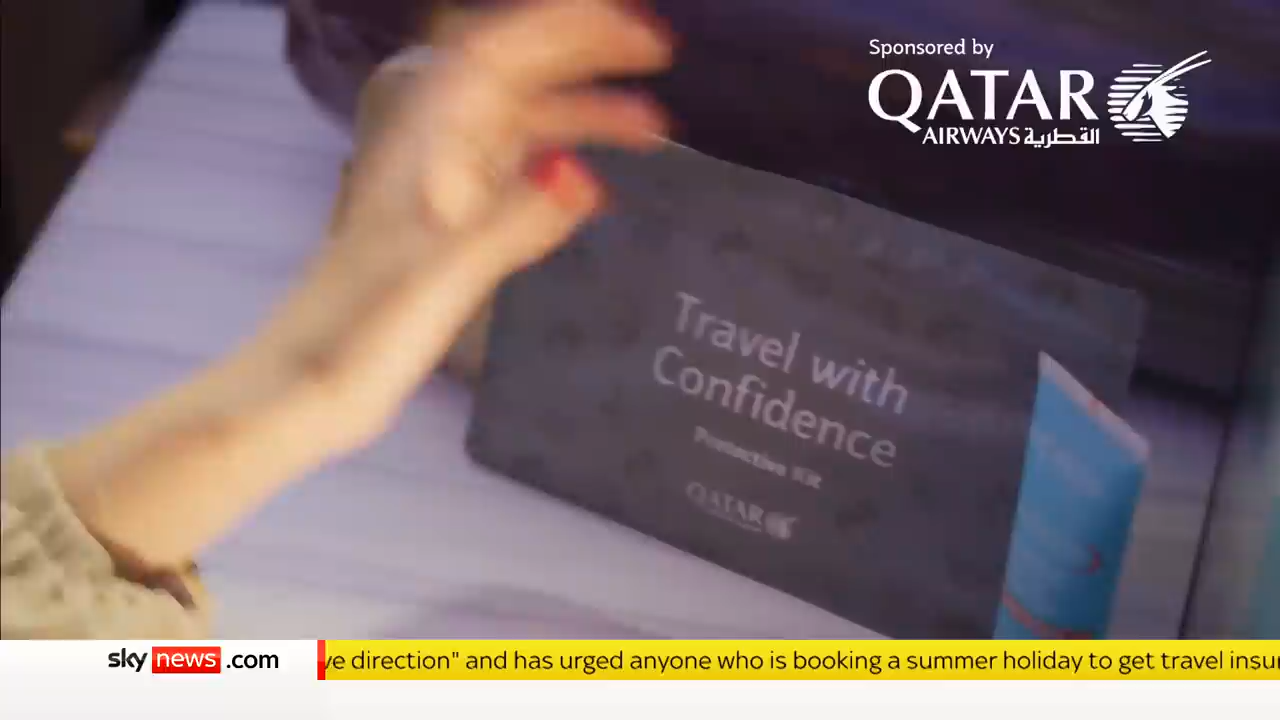 Sponsored by
QATAR
AIRWAYS القطرية
Travel with
Confidence
Protective Kit
QATAR
sky news .com
ve direction" and has urged anyone who is booking a summer holiday to get travel insu